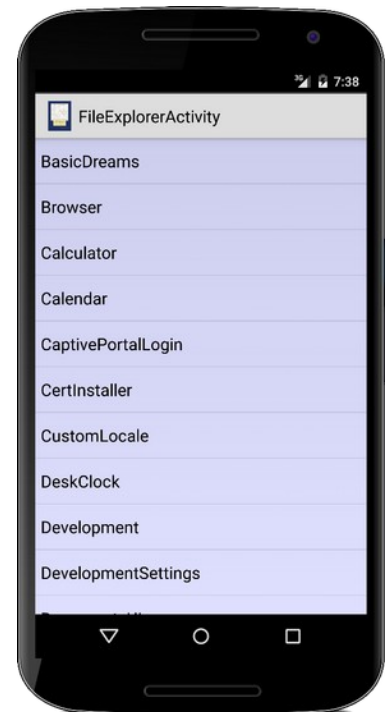 3G 7:38
FileExplorerActivity
BasicDreams
Browser
Calculator
Calendar
CaptivePortalLogin
CertInstaller
CustomLocale
DeskClock
Development
DevelopmentSettings